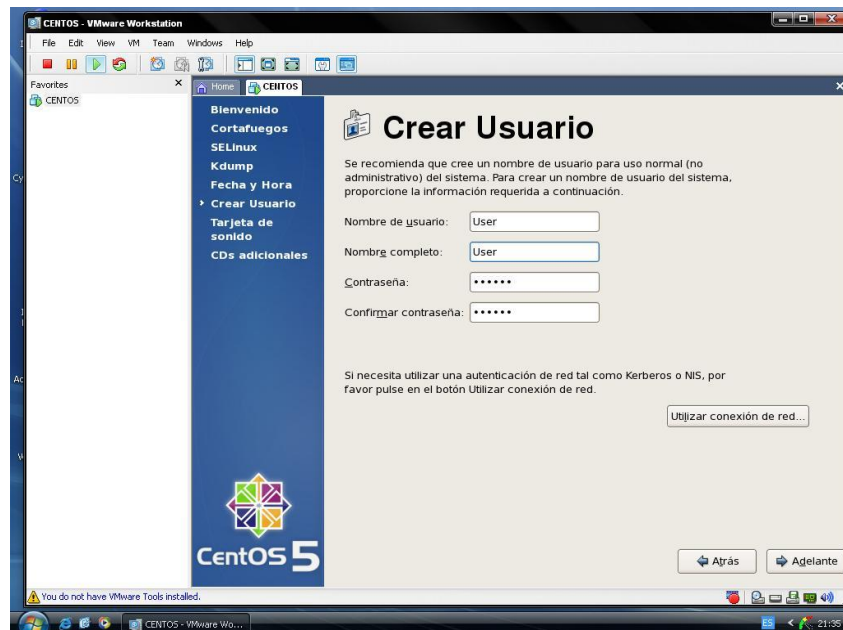 CENTOS - VMware Workstation
File Edit View VM Team Windows Help
Favorites
CENTOS
Home
CENTOS
Bienvenido
Cortafuegos
SELinux
Kdump
Fecha y Hora
Crear Usuario
Tarjeta de
sonido
CDs adicionales
CentOS 5
Crear Usuario
Se recomienda que cree un nombre de usuario para uso normal (no
administrativo) del sistema. Para crear un nombre de usuario del sistema,
proporcione la información requerida a continuación.
Nombre de usuario: User
Nombre completo: User
Contraseña: ••••••
Confirmar contraseña: ••••••
Si necesita utilizar una autenticación de red tal como Kerberos o NIS, por
favor pulse en el botón Utilizar conexión de red.
Utilizar conexión de red...
Atrás
Adelante
You do not have VMware Tools installed.
CENTOS - VMware Wo...
ES
21:35